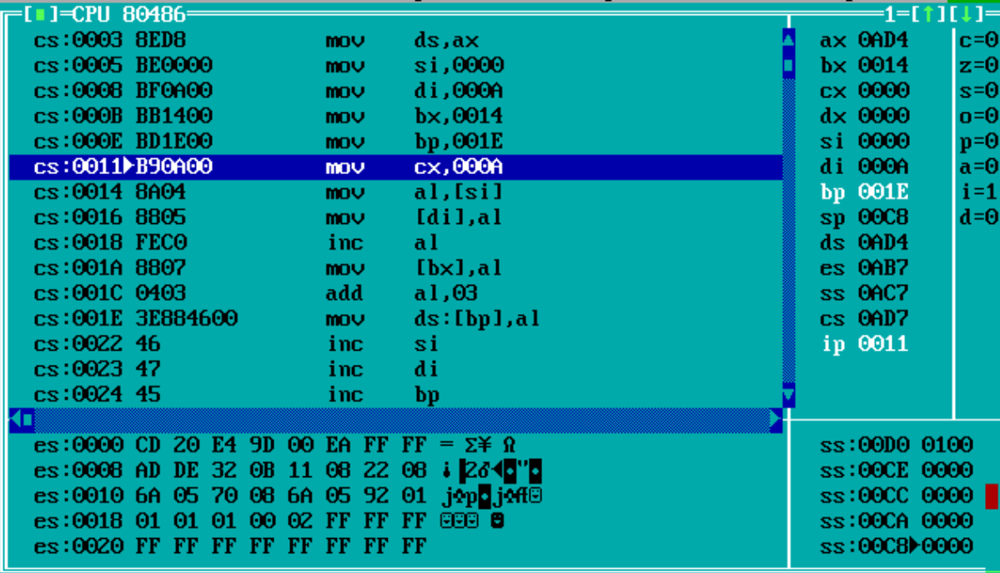 [■]=CPU 80486 1=[↑][↓]=
cs:0003 8ED8 mov ds,ax ax 0AD4 c=0
cs:0005 BE0000 mov si,0000 bx 0014 z=0
cs:0008 BF0A00 mov di,000A cx 0000 s=0
cs:000B BB1400 mov bx,0014 dx 0000 o=0
cs:000E BD1E00 mov bp,001E si 0000 p=0
cs:0011►B90A00 mov cx,000A di 000A a=0
cs:0014 8A04 mov al,[si] bp 001E i=1
cs:0016 8805 mov [di],al sp 00C8 d=0
cs:0018 FEC0 inc al ds 0AD4
cs:001A 8807 mov [bx],al es 0AB7
cs:001C 0403 add al,03 ss 0AC7
cs:001E 3E884600 mov ds:[bp],al cs 0AD7
cs:0022 46 inc si ip 0011
cs:0023 47 inc di
cs:0024 45 inc bp
es:0000 CD 20 E4 9D 00 EA FF FF = Σ¥ Ω ss:00D0 0100
es:0008 AD DE 32 0B 11 08 22 08 ¡▐2♂◄◘"◘ ss:00CE 0000
es:0010 6A 05 70 08 6A 05 92 01 j♣p◘j♣Æ☺ ss:00CC 0000
es:0018 01 01 01 00 02 FF FF FF ☺☺☺ ☻ ss:00CA 0000
es:0020 FF FF FF FF FF FF FF FF ss:00C8►0000